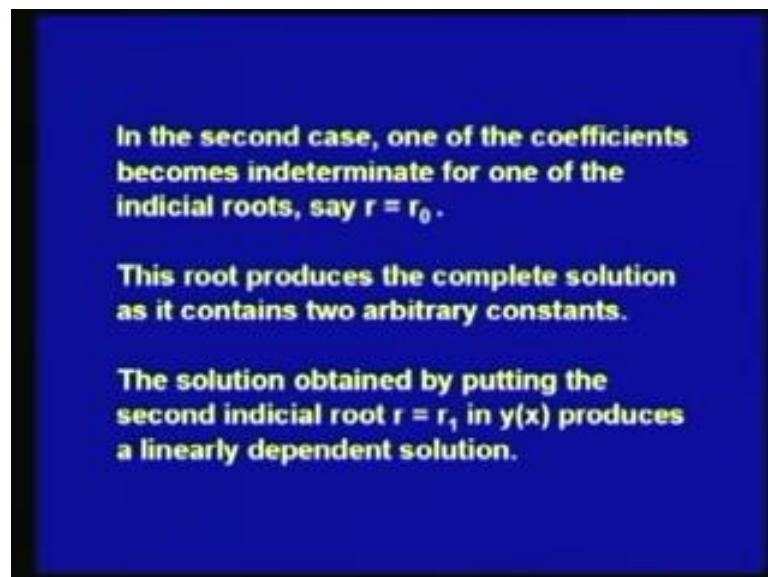 In the second case, one of the coefficients
becomes indeterminate for one of the
indicial roots, say r = r₀ .
This root produces the complete solution
as it contains two arbitrary constants.
The solution obtained by putting the
second indicial root r = r₁ in y(x) produces
a linearly dependent solution.